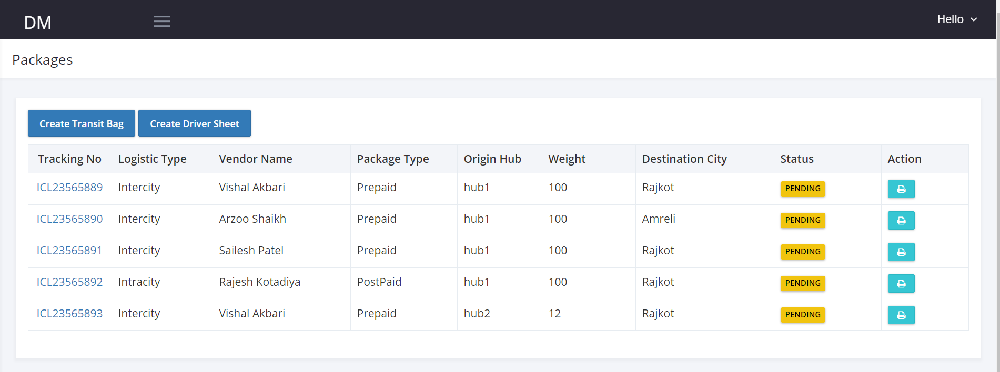 DM
Hello
Packages
Create Transit Bag Create Driver Sheet
Tracking No Logistic Type Vendor Name Package Type Origin Hub Weight Destination City Status Action
ICL23565889 Intercity Vishal Akbari Prepaid hub1 100 Rajkot PENDING
ICL23565890 Intercity Arzoo Shaikh Prepaid hub1 100 Amreli PENDING
ICL23565891 Intercity Sailesh Patel Prepaid hub1 100 Rajkot PENDING
ICL23565892 Intracity Rajesh Kotadiya PostPaid hub1 100 Rajkot PENDING
ICL23565893 Intercity Vishal Akbari Prepaid hub2 12 Rajkot PENDING